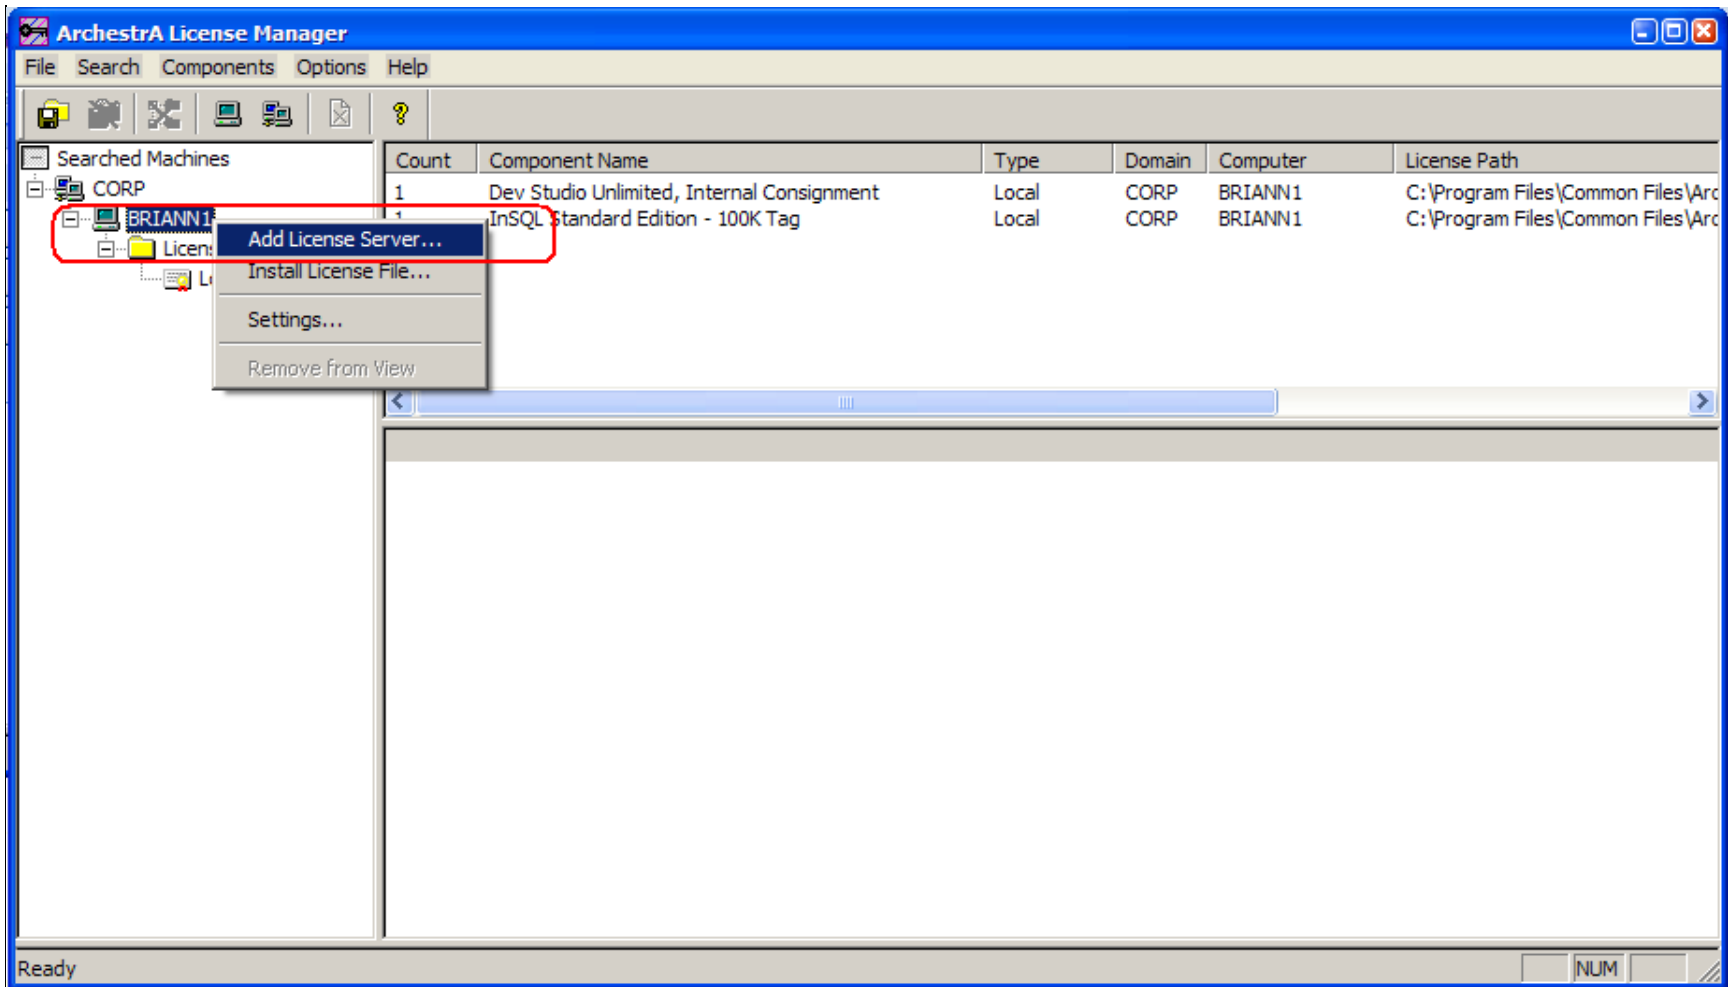 ArchestrA License Manager
File Search Components Options Help
Searched Machines
CORP
BRIANN1
Add License Server...
Install License File...
Settings...
Remove from View
Count Component Name Type Domain Computer License Path
1 Dev Studio Unlimited, Internal Consignment Local CORP BRIANN1 C:\Program Files\Common Files\Arc
1 InSQL Standard Edition - 100K Tag Local CORP BRIANN1 C:\Program Files\Common Files\Arc
Ready
NUM